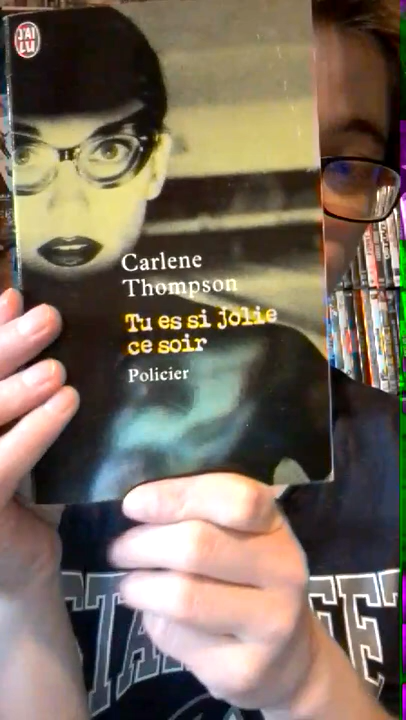 J'AI
LU
Carlene
Thompson
Tu es si jolie
ce soir
Policier